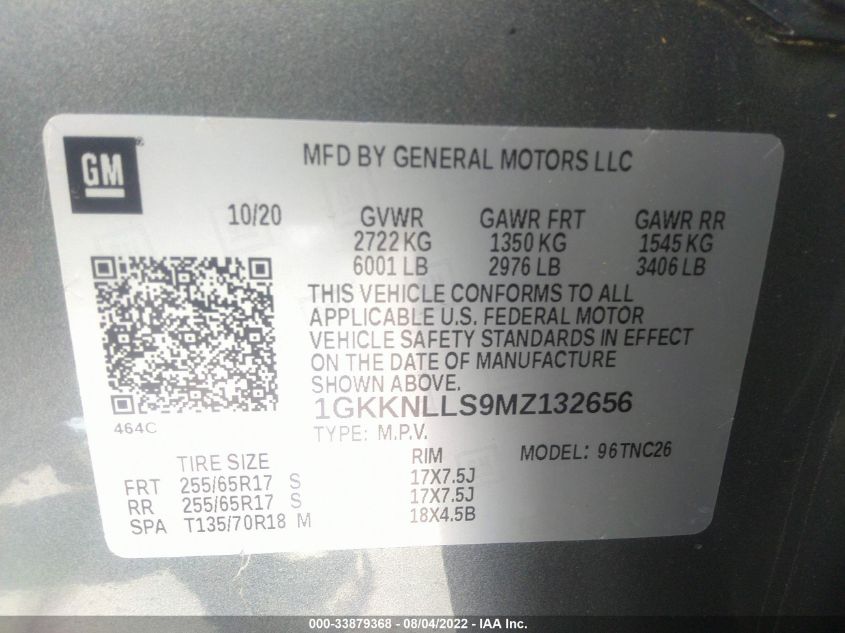 GM
MFD BY GENERAL MOTORS LLC
10/20 GVWR GAWR FRT GAWR RR
2722 KG 1350 KG 1545 KG
6001 LB 2976 LB 3406 LB
THIS VEHICLE CONFORMS TO ALL
APPLICABLE U.S. FEDERAL MOTOR
VEHICLE SAFETY STANDARDS IN EFFECT
ON THE DATE OF MANUFACTURE
SHOWN ABOVE.
1GKKNLLS9MZ132656
464C
TYPE: M.P.V. MODEL: 96TNC26
TIRE SIZE RIM
FRT 255/65R17 S 17X7.5J
RR 255/65R17 S 17X7.5J
SPA T135/70R18 M 18X4.5B
000-33879368 - 08/04/2022 - IAA Inc.